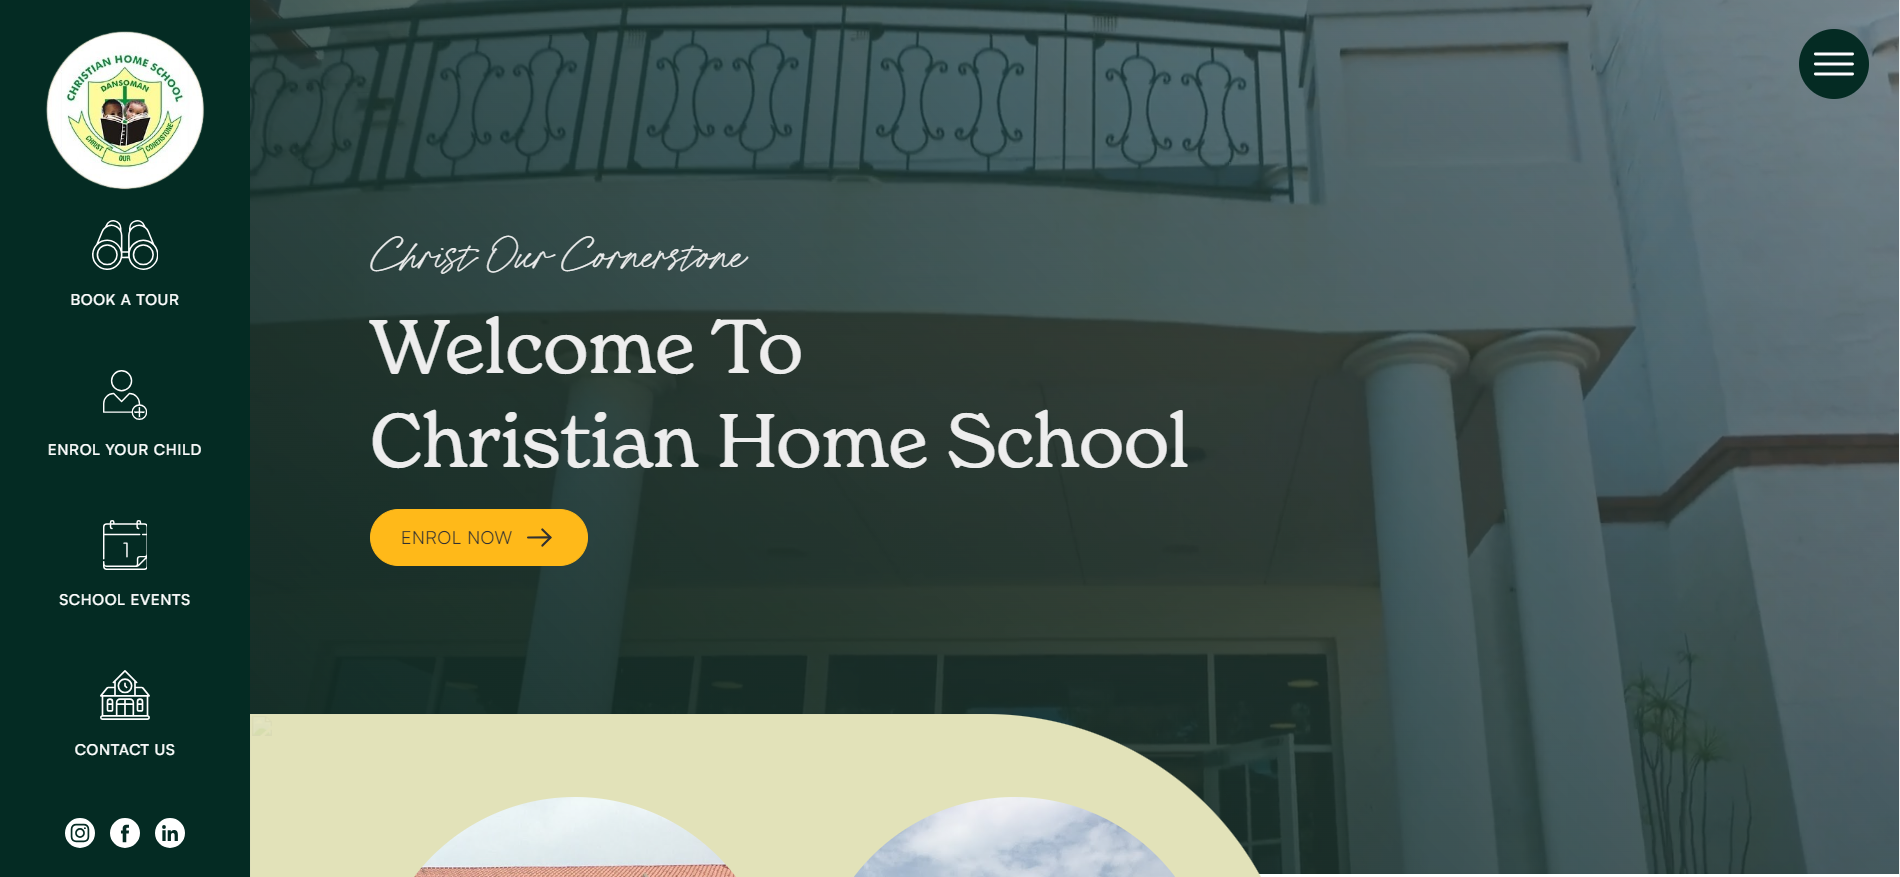 CHRISTIAN HOME SCHOOL
DANSOMAN
CHRIST
OUR
CORNERSTONE
BOOK A TOUR
ENROL YOUR CHILD
1
SCHOOL EVENTS
CONTACT US
Christ Our Cornerstone
Welcome To
Christian Home School
ENROL NOW